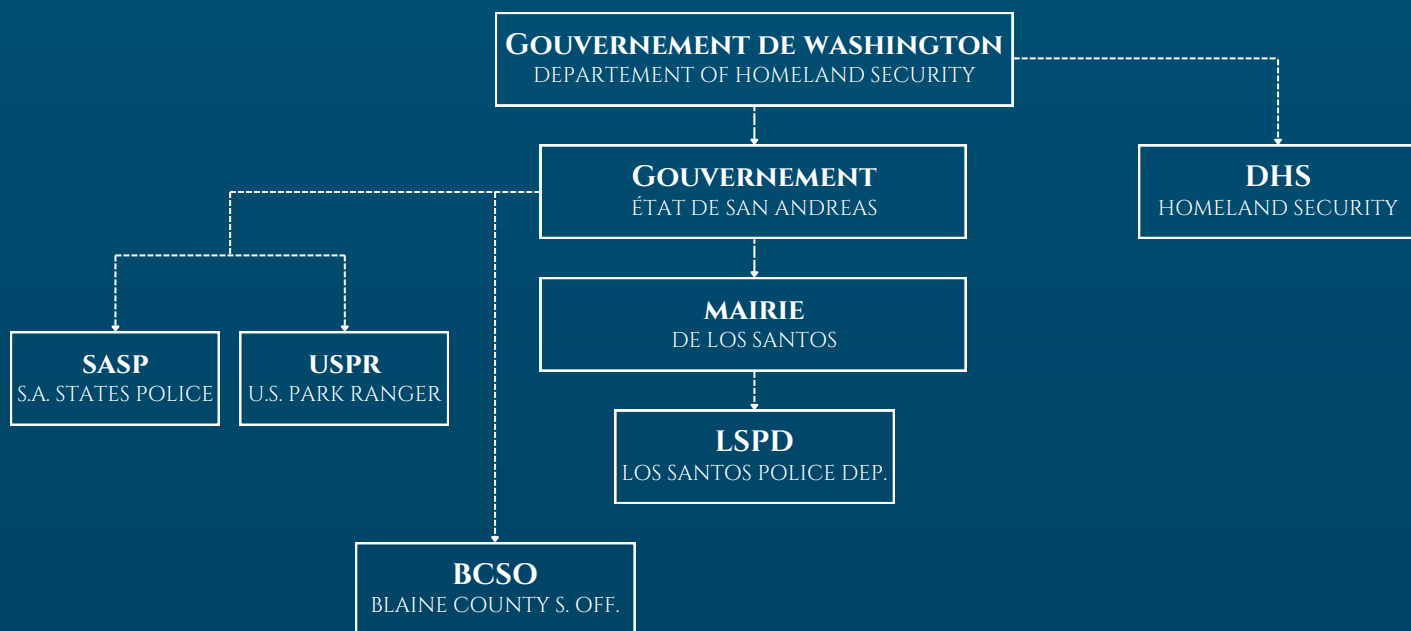 Gouvernement de Washington
Departement of Homeland Security
Gouvernement
État de San Andreas
DHS
Homeland Security
Mairie
de Los Santos
SASP
S.A. States Police
USPR
U.S. Park Ranger
LSPD
Los Santos Police Dep.
BCSO
Blaine County S. Off.